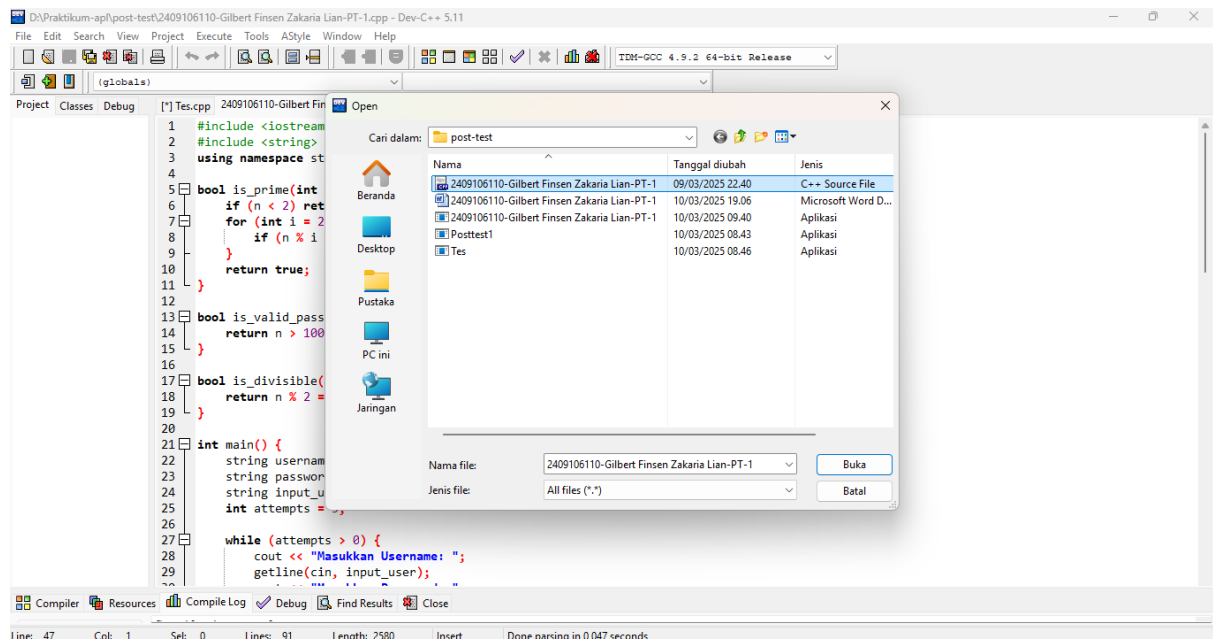 D:\Praktikum-apl\post-test\2409106110-Gilbert Finsen Zakaria Lian-PT-1.cpp - Dev-C++ 5.11
File Edit Search View Project Execute Tools AStyle Window Help
TDM-GCC 4.9.2 64-bit Release
(globals)
Project Classes Debug
[*] Tes.cpp 2409106110-Gilbert Fin
1 #include <iostream
2 #include <string>
3 using namespace st
4
5 bool is_prime(int
6 if (n < 2) ret
7 for (int i = 2
8 if (n % i
9 }
10 return true;
11 }
12
13 bool is_valid_pass
14 return n > 100
15 }
16
17 bool is_divisible(
18 return n % 2 =
19 }
20
21 int main() {
22 string usernam
23 string passwor
24 string input_u
25 int attempts =
26
27 while (attempts > 0) {
28 cout << "Masukkan Username: ";
29 getline(cin, input_user);
Open
Cari dalam: post-test
Beranda
Desktop
Pustaka
PC ini
Jaringan
Nama Tanggal diubah Jenis
2409106110-Gilbert Finsen Zakaria Lian-PT-1 09/03/2025 22.40 C++ Source File
2409106110-Gilbert Finsen Zakaria Lian-PT-1 10/03/2025 19.06 Microsoft Word D...
2409106110-Gilbert Finsen Zakaria Lian-PT-1 10/03/2025 09.40 Aplikasi
Posttest1 10/03/2025 08.43 Aplikasi
Tes 10/03/2025 08.46 Aplikasi
Nama file: 2409106110-Gilbert Finsen Zakaria Lian-PT-1 Buka
Jenis file: All files (*.*) Batal
Compiler Resources Compile Log Debug Find Results Close
Line: 47 Col: 1 Sel: 0 Lines: 91 Length: 2580 Insert Done parsing in 0.047 seconds